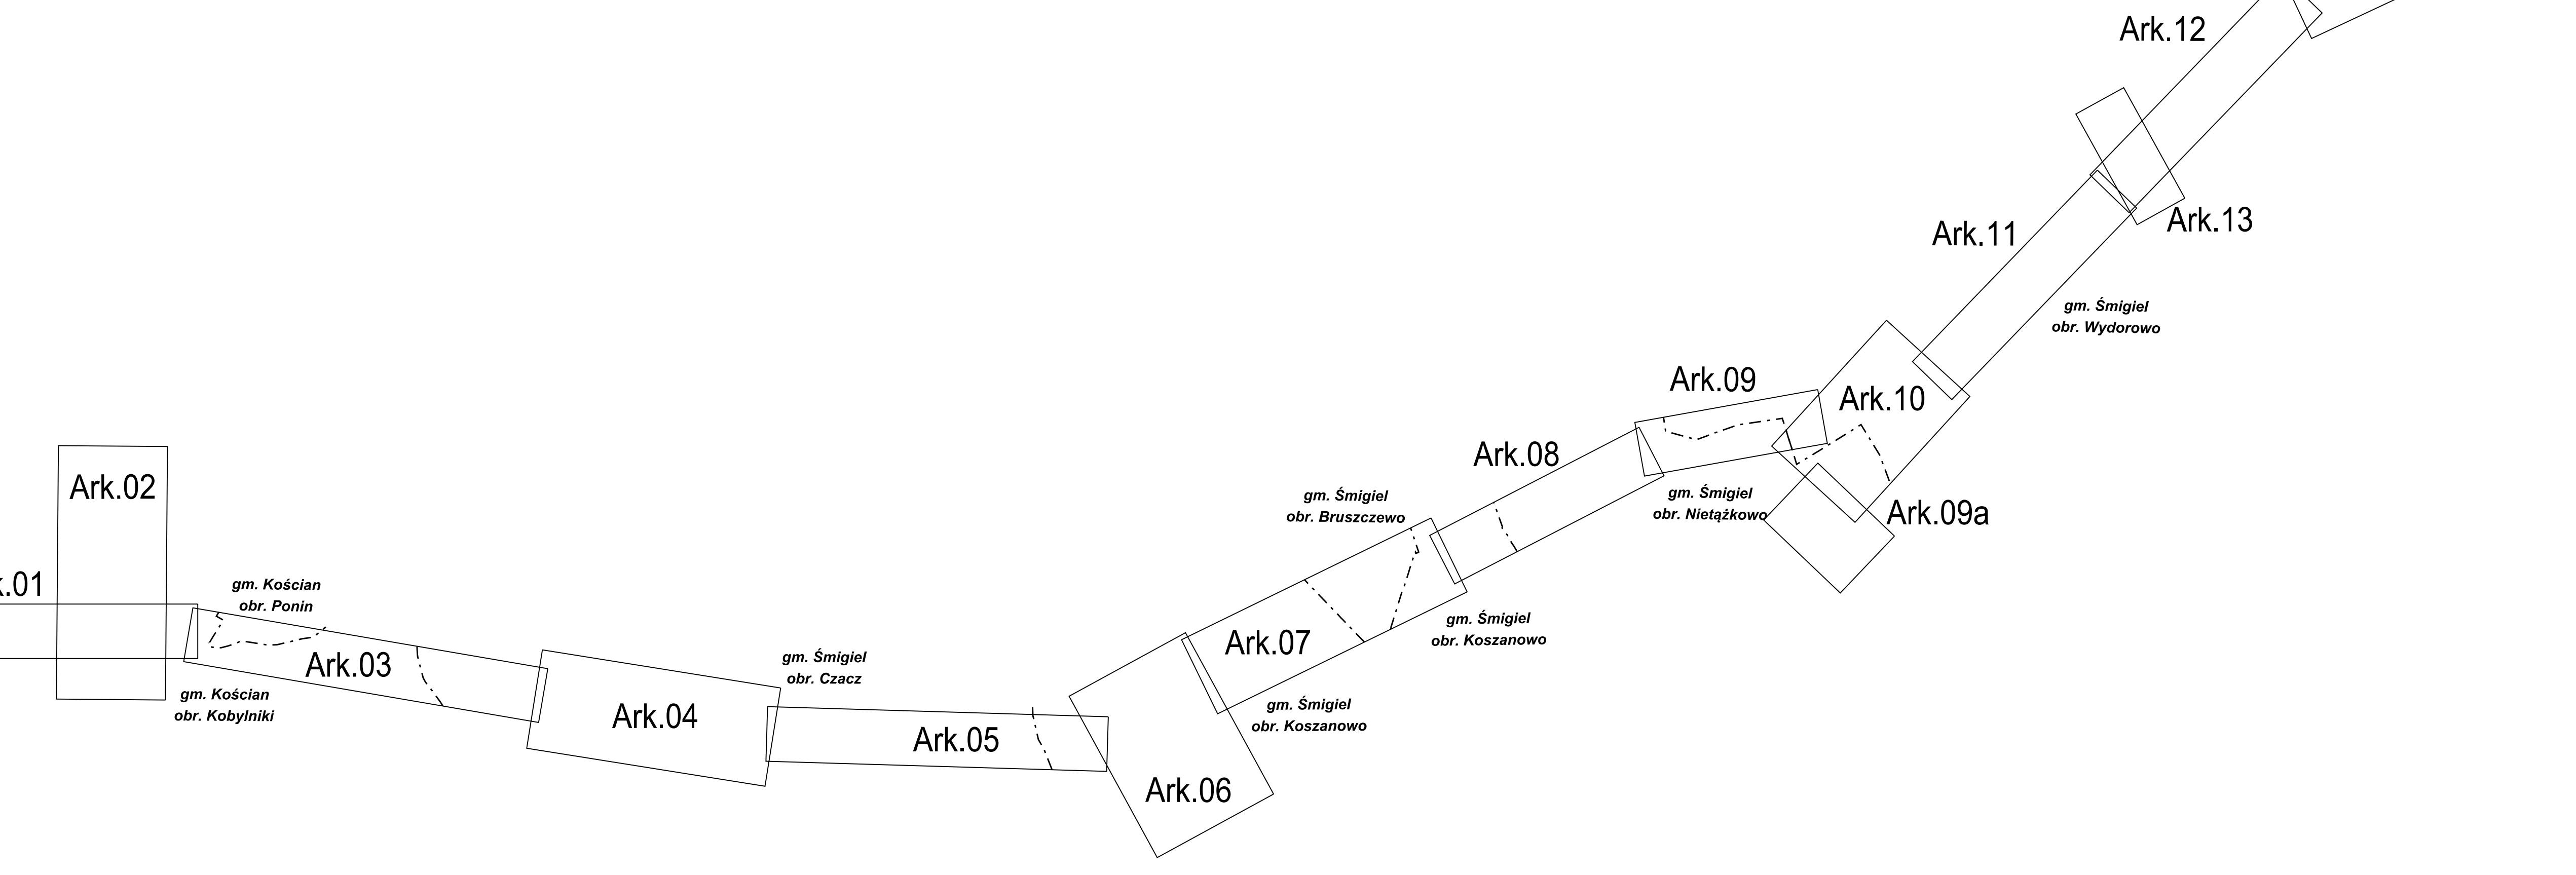 k.01
Ark.02
gm. Kościan
obr. Ponin
Ark.03
gm. Kościan
obr. Kobylniki
Ark.04
gm. Śmigiel
obr. Czacz
Ark.05
Ark.06
Ark.07
gm. Śmigiel
obr. Bruszczewo
gm. Śmigiel
obr. Koszanowo
gm. Śmigiel
obr. Koszanowo
Ark.08
Ark.09
gm. Śmigiel
obr. Nietążkowo
Ark.09a
Ark.10
Ark.11
gm. Śmigiel
obr. Wydorowo
Ark.12
Ark.13